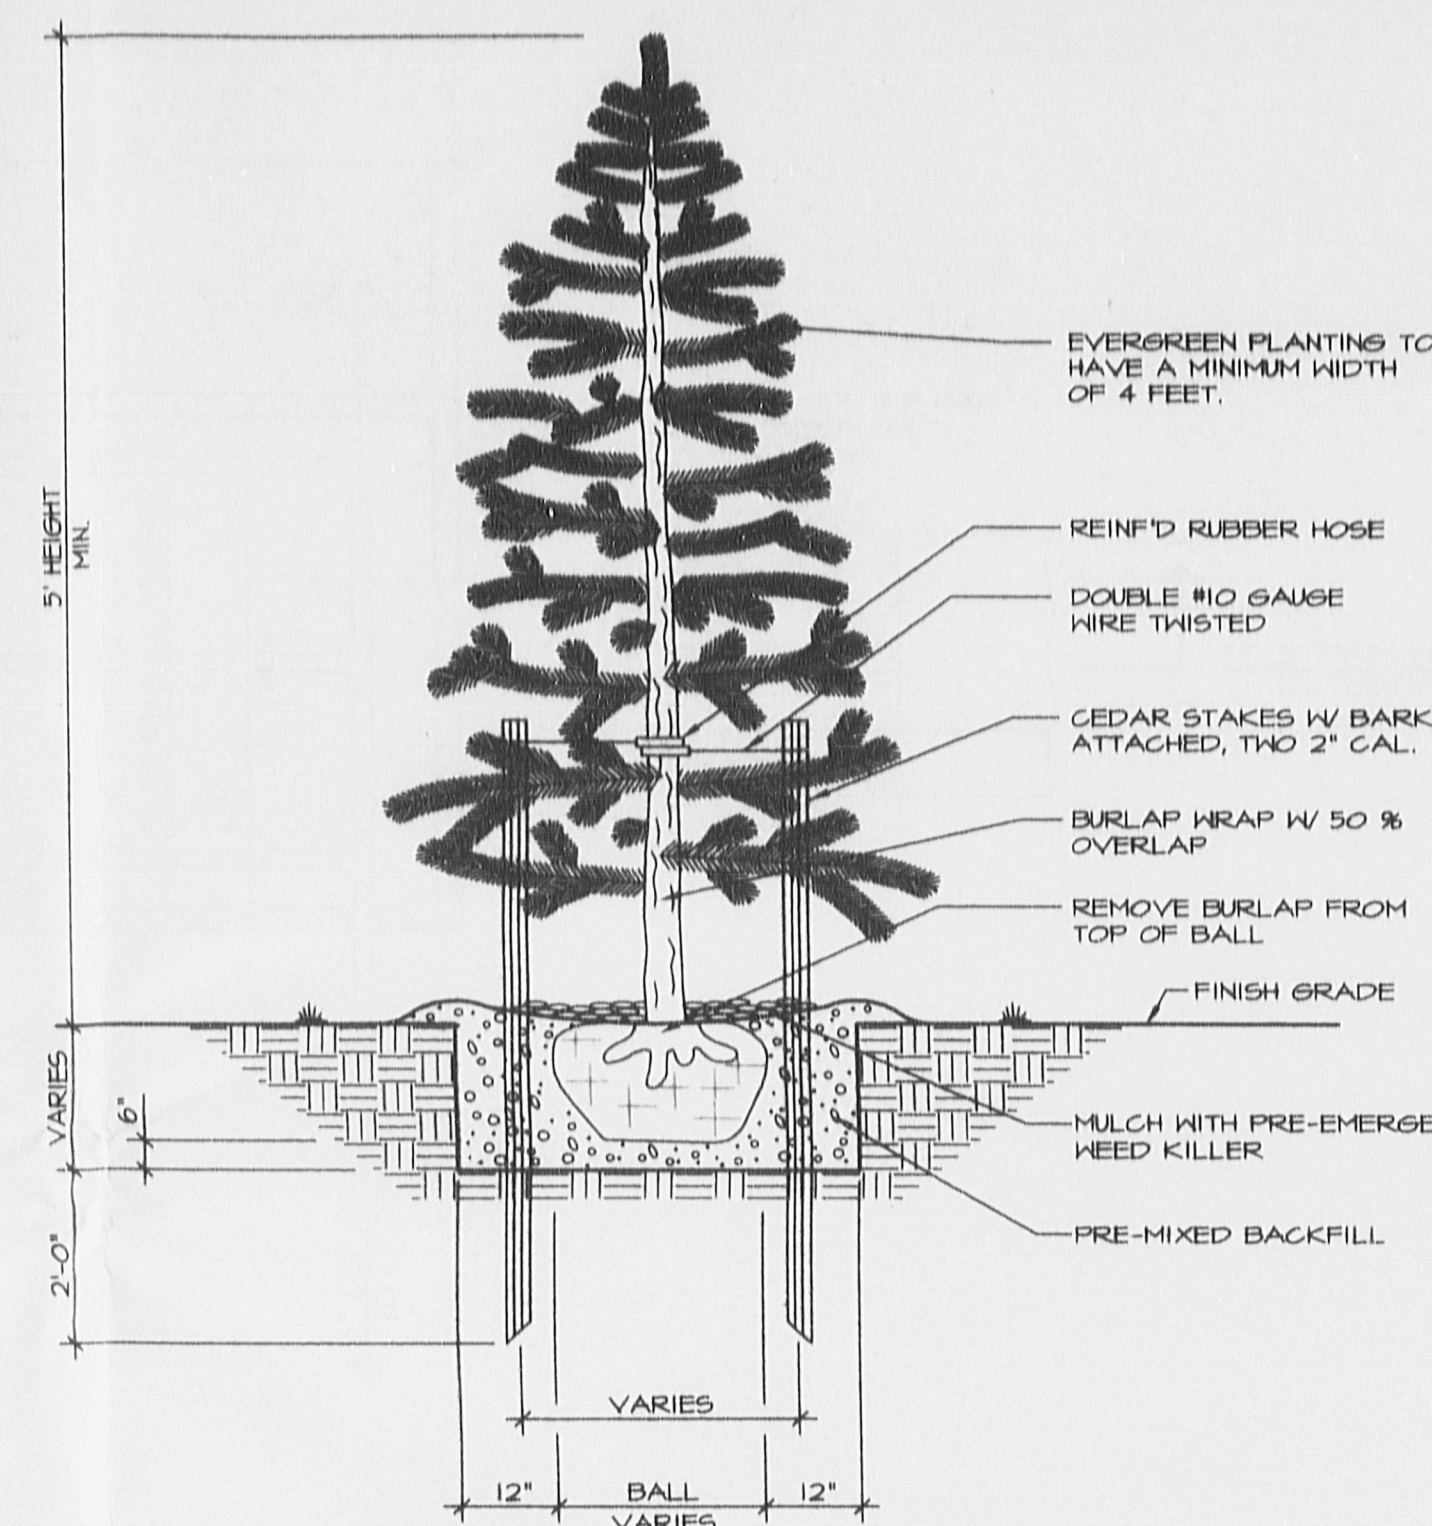 EVERGREEN PLANTING TO
HAVE A MINIMUM WIDTH
OF 4 FEET.
5' HEIGHT
MIN.
REINF'D RUBBER HOSE
DOUBLE #10 GAUGE
WIRE TWISTED
CEDAR STAKES W/ BARK
ATTACHED, TWO 2" CAL.
BURLAP WRAP W/ 50 %
OVERLAP
REMOVE BURLAP FROM
TOP OF BALL
FINISH GRADE
VARIES
6"
MULCH WITH PRE-EMERGE
WEED KILLER
PRE-MIXED BACKFILL
2'-0"
VARIES
12"
BALL
VARIES
12"